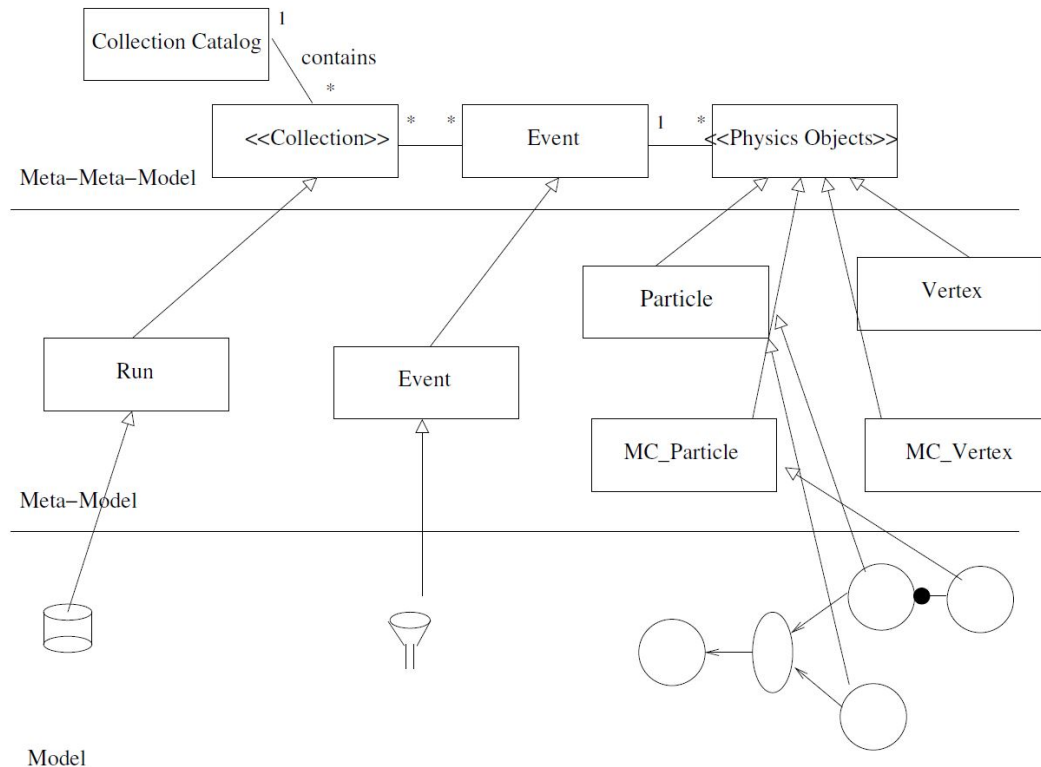 1
Collection Catalog
contains
*
<<Collection>>
* *
Event
1 *
<<Physics Objects>>
Meta-Meta-Model
Particle
Vertex
Run
Event
MC_Particle
MC_Vertex
Meta-Model
Model